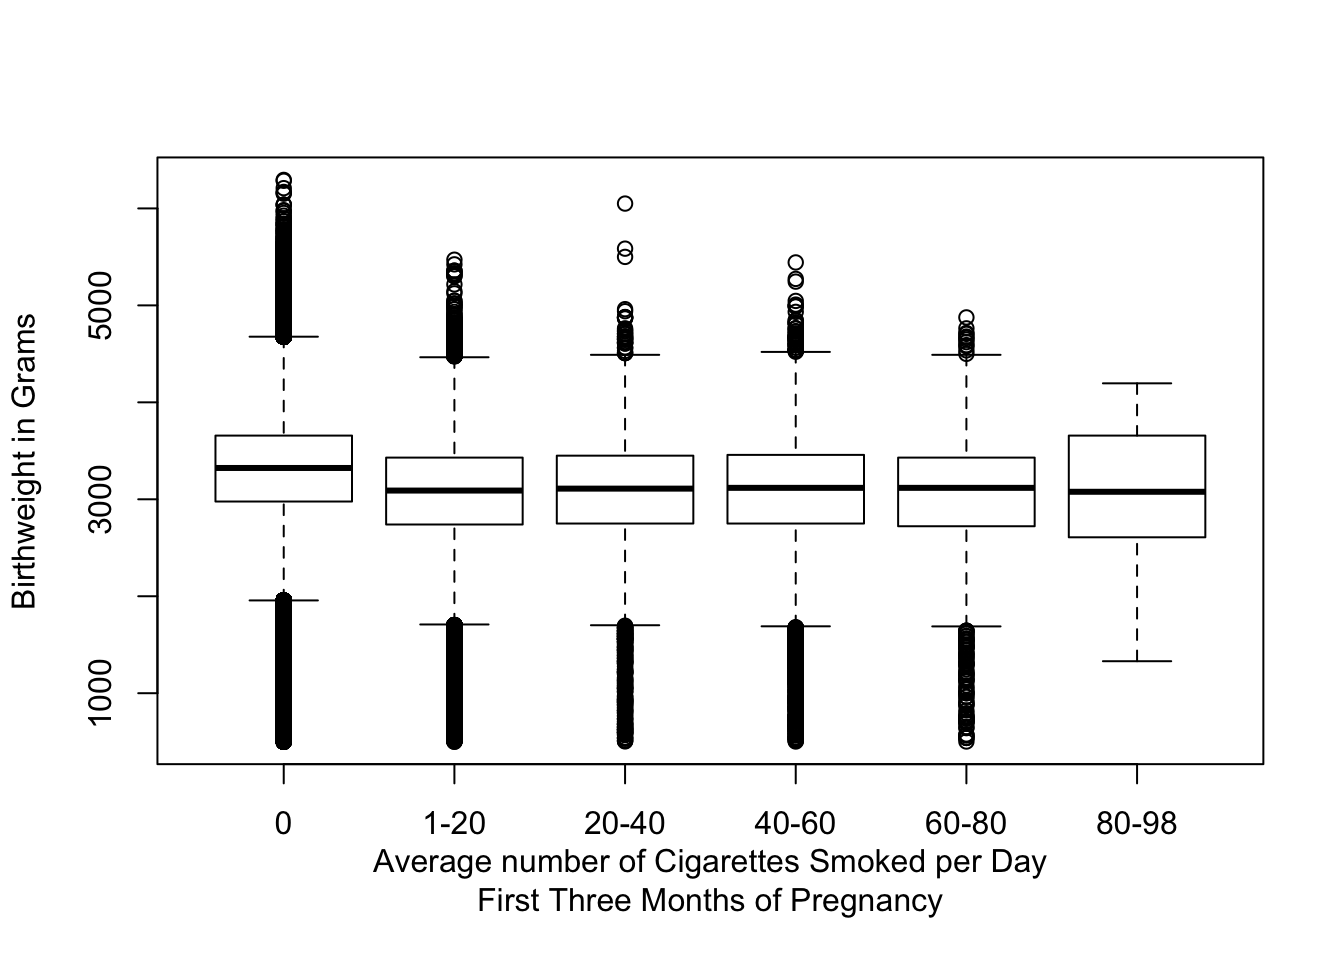 Birthweight in Grams
5000
3000
1000
0 1-20 20-40 40-60 60-80 80-98
Average number of Cigarettes Smoked per Day
First Three Months of Pregnancy